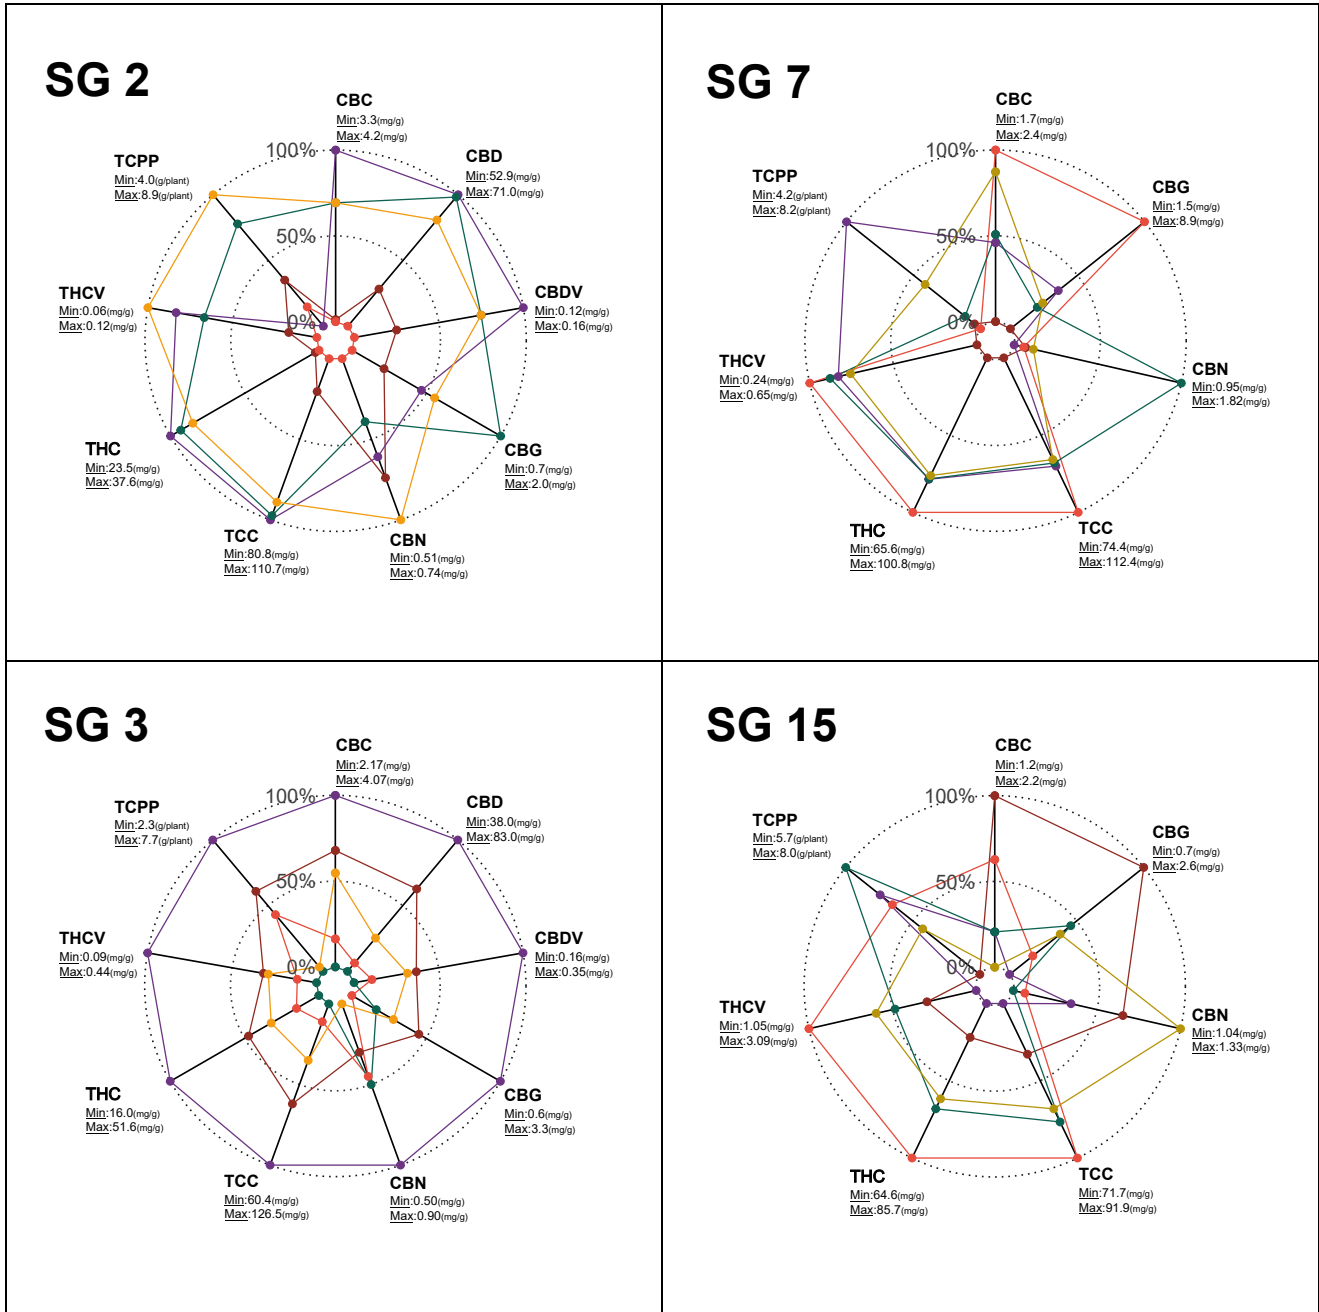 SG 2
CBC
Min:3.3(mg/g)
Max:4.2(mg/g)
100%
50%
0%
CBD
Min:52.9(mg/g)
Max:71.0(mg/g)
CBDV
Min:0.12(mg/g)
Max:0.16(mg/g)
CBG
Min:0.7(mg/g)
Max:2.0(mg/g)
CBN
Min:0.51(mg/g)
Max:0.74(mg/g)
TCC
Min:80.8(mg/g)
Max:110.7(mg/g)
THC
Min:23.5(mg/g)
Max:37.6(mg/g)
THCV
Min:0.06(mg/g)
Max:0.12(mg/g)
TCPP
Min:4.0(g/plant)
Max:8.9(g/plant)
SG 7
CBC
Min:1.7(mg/g)
Max:2.4(mg/g)
100%
50%
0%
CBG
Min:1.5(mg/g)
Max:8.9(mg/g)
CBN
Min:0.95(mg/g)
Max:1.82(mg/g)
TCC
Min:74.4(mg/g)
Max:112.4(mg/g)
THC
Min:65.6(mg/g)
Max:100.8(mg/g)
THCV
Min:0.24(mg/g)
Max:0.65(mg/g)
TCPP
Min:4.2(g/plant)
Max:8.2(g/plant)
SG 3
CBC
Min:2.17(mg/g)
Max:4.07(mg/g)
100%
50%
0%
CBD
Min:38.0(mg/g)
Max:83.0(mg/g)
CBDV
Min:0.16(mg/g)
Max:0.35(mg/g)
CBG
Min:0.6(mg/g)
Max:3.3(mg/g)
CBN
Min:0.50(mg/g)
Max:0.90(mg/g)
TCC
Min:60.4(mg/g)
Max:126.5(mg/g)
THC
Min:16.0(mg/g)
Max:51.6(mg/g)
THCV
Min:0.09(mg/g)
Max:0.44(mg/g)
TCPP
Min:2.3(g/plant)
Max:7.7(g/plant)
SG 15
CBC
Min:1.2(mg/g)
Max:2.2(mg/g)
100%
50%
0%
CBG
Min:0.7(mg/g)
Max:2.6(mg/g)
CBN
Min:1.04(mg/g)
Max:1.33(mg/g)
TCC
Min:71.7(mg/g)
Max:91.9(mg/g)
THC
Min:64.6(mg/g)
Max:85.7(mg/g)
THCV
Min:1.05(mg/g)
Max:3.09(mg/g)
TCPP
Min:5.7(g/plant)
Max:8.0(g/plant)